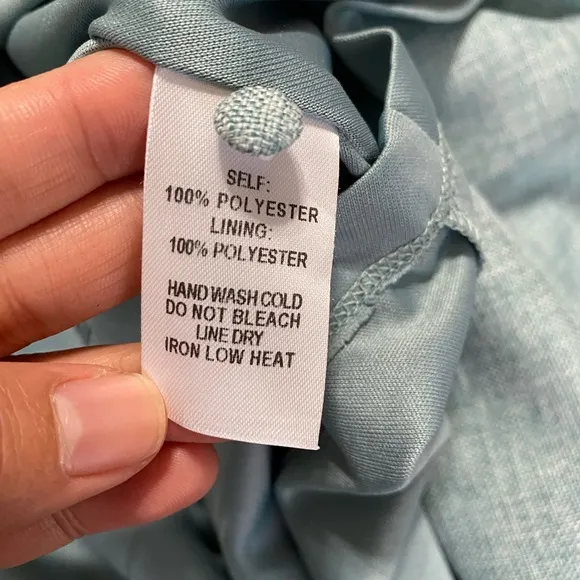 SELF:
100% POLYESTER
LINING:
100% POLYESTER
HAND WASH COLD
DO NOT BLEACH
LINE DRY
IRON LOW HEAT